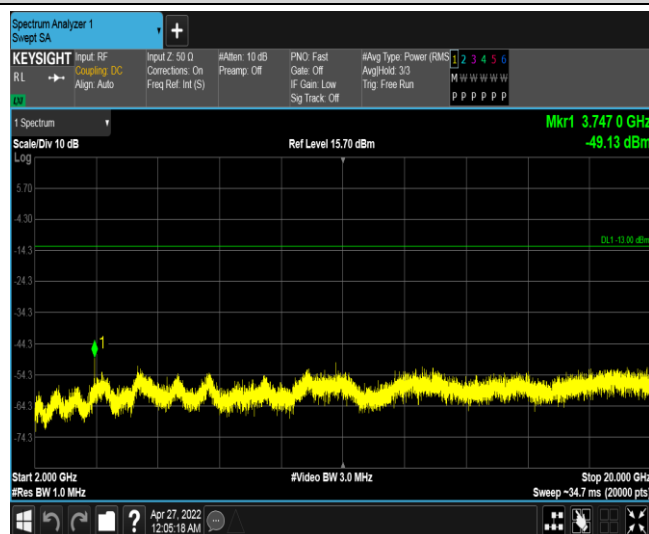 Spectrum Analyzer 1
Swept SA
+
KEYSIGHT
RL
LXI
Input: RF
Coupling: DC
Align: Auto
Input Z: 50 Ω
Corrections: On
Freq Ref: Int (S)
#Atten: 10 dB
Preamp: Off
PNO: Fast
Gate: Off
IF Gain: Low
Sig Track: Off
#Avg Type: Power (RMS
Avg|Hold: 3/3
Trig: Free Run
1 2 3 4 5 6
M W W W W W
P P P P P P
1 Spectrum
Mkr1 3.747 0 GHz
-49.13 dBm
Scale/Div 10 dB
Ref Level 15.70 dBm
Log
5.70
-4.30
DL1 -13.00 dBm
-14.3
-24.3
-34.3
-44.3
1
-54.3
-64.3
-74.3
Start 2.000 GHz
#Video BW 3.0 MHz
Stop 20.000 GHz
#Res BW 1.0 MHz
Sweep ~34.7 ms (20000 pts)
?
Apr 27, 2022
12:05:18 AM